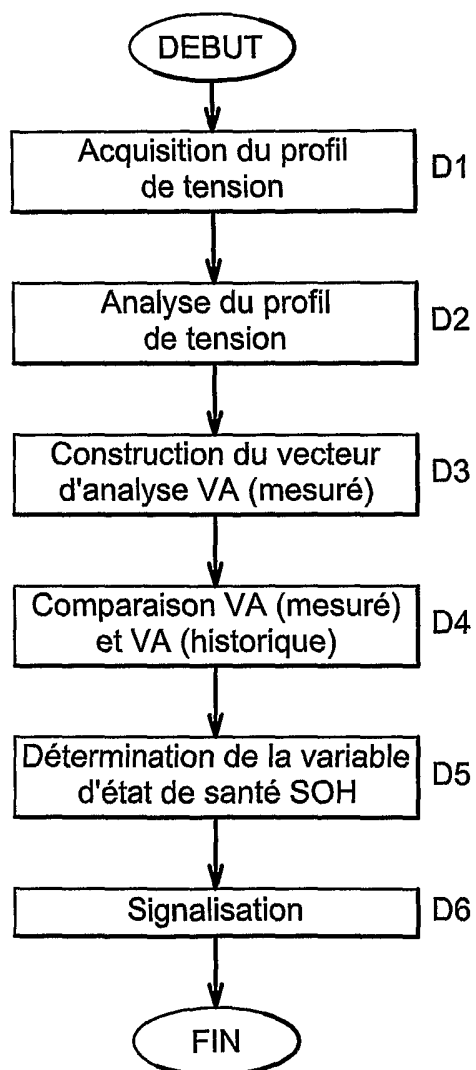 DEBUT
Acquisition du profil
de tension
D1
Analyse du profil
de tension
D2
Construction du vecteur
d'analyse VA (mesuré)
D3
Comparaison VA (mesuré)
et VA (historique)
D4
Détermination de la variable
d'état de santé SOH
D5
Signalisation
D6
FIN